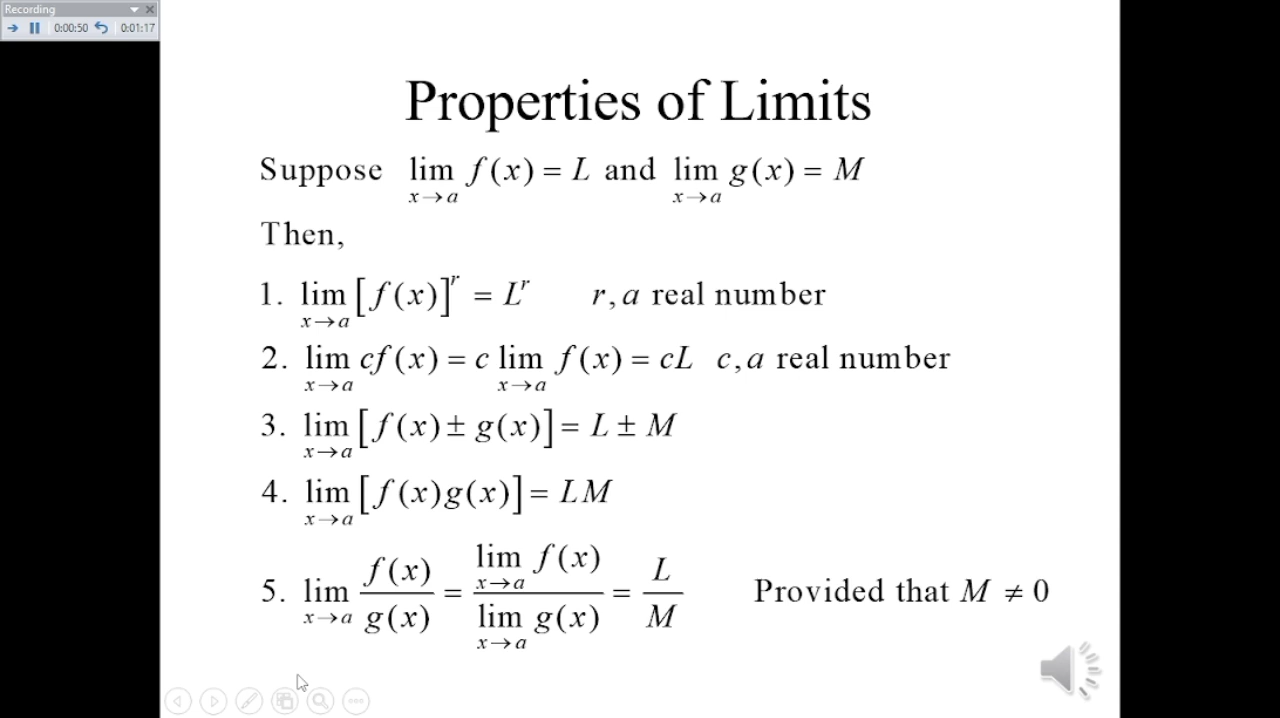 Recording
0:00:50 0:01:17
Properties of Limits
Suppose lim f(x) = L and lim g(x) = M
x→a x→a
Then,
1. lim [f(x)]^r = L^r r, a real number
x→a
2. lim cf(x) = c lim f(x) = cL c, a real number
x→a x→a
3. lim [f(x) ± g(x)] = L ± M
x→a
4. lim [f(x)g(x)] = LM
x→a
5. lim f(x)/g(x) = lim f(x)/lim g(x) = L/M Provided that M ≠ 0
x→a x→a x→a